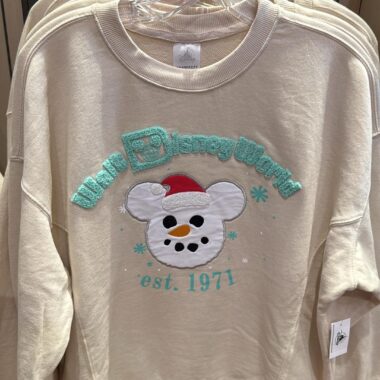 Walt Disney World
est. 1971